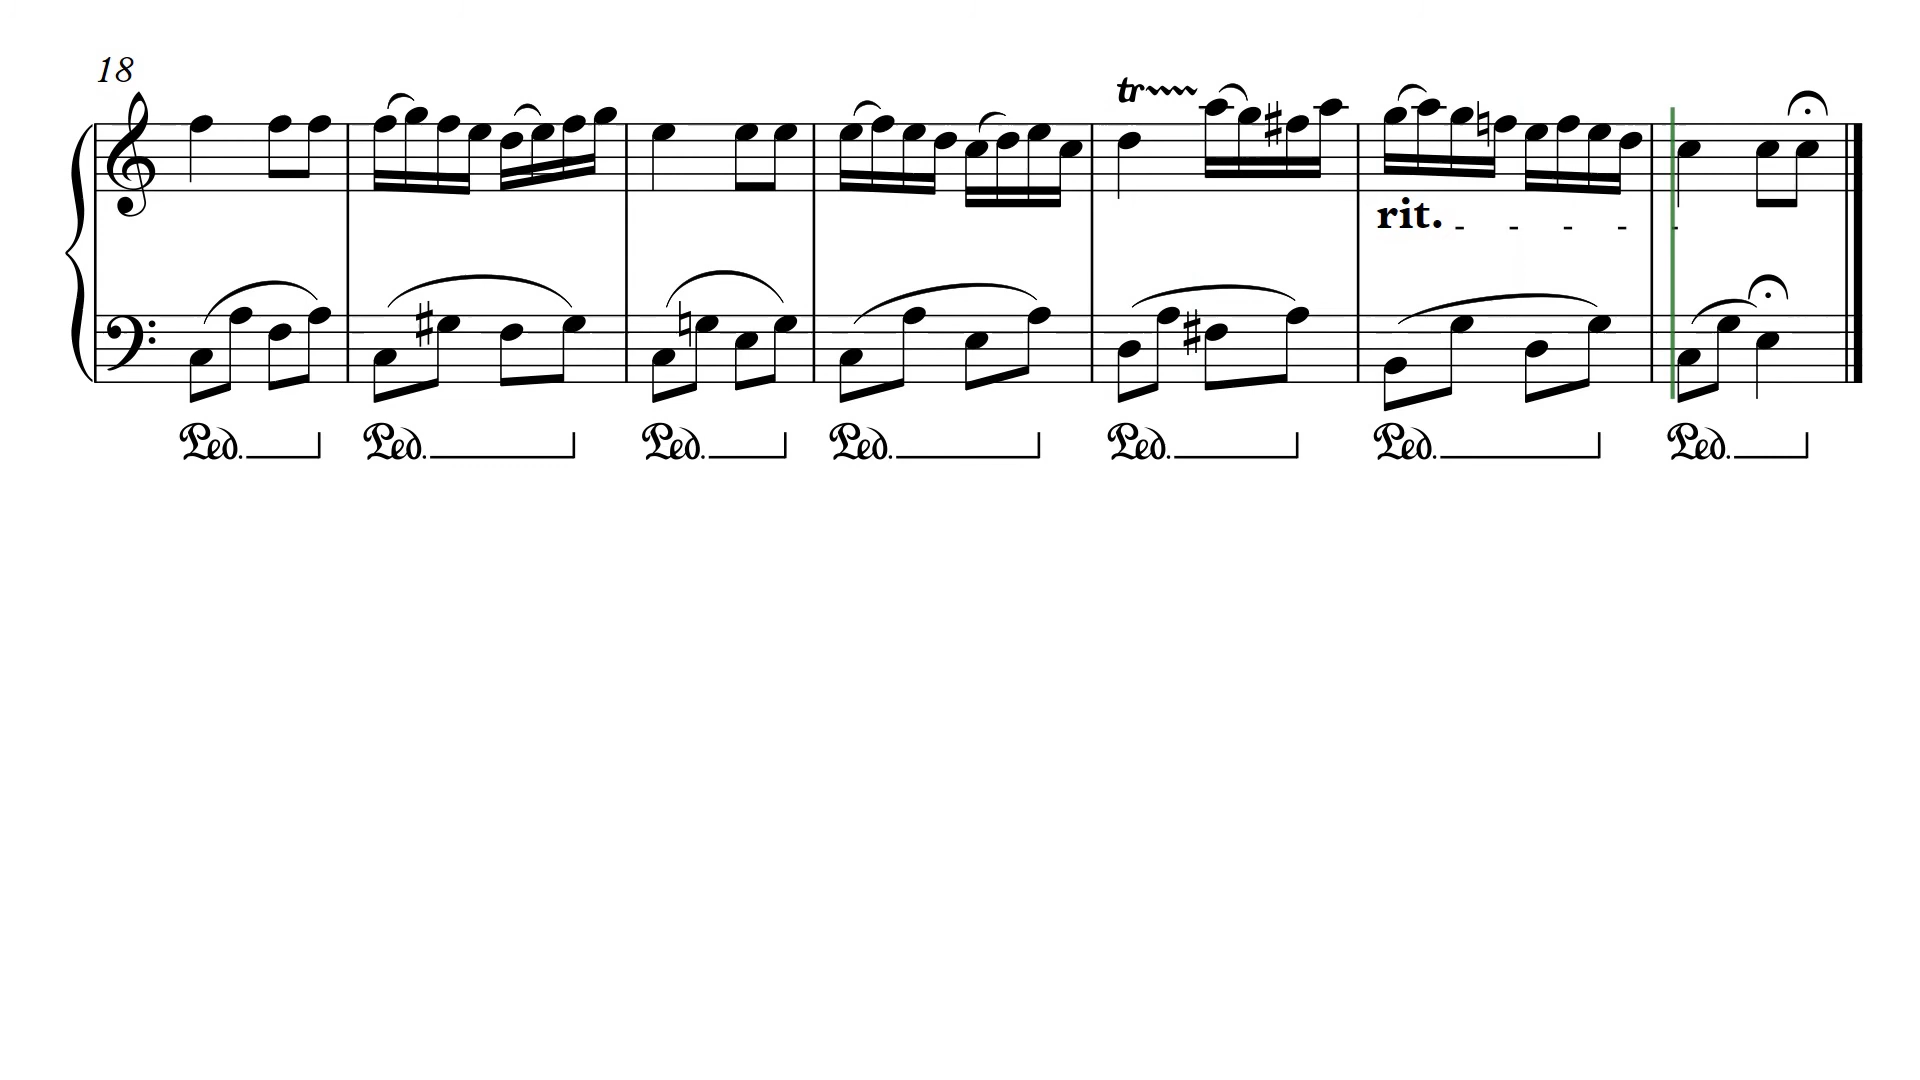 18
tr
rit. - - - - -
Ped. Ped. Ped. Ped. Ped. Ped. Ped.